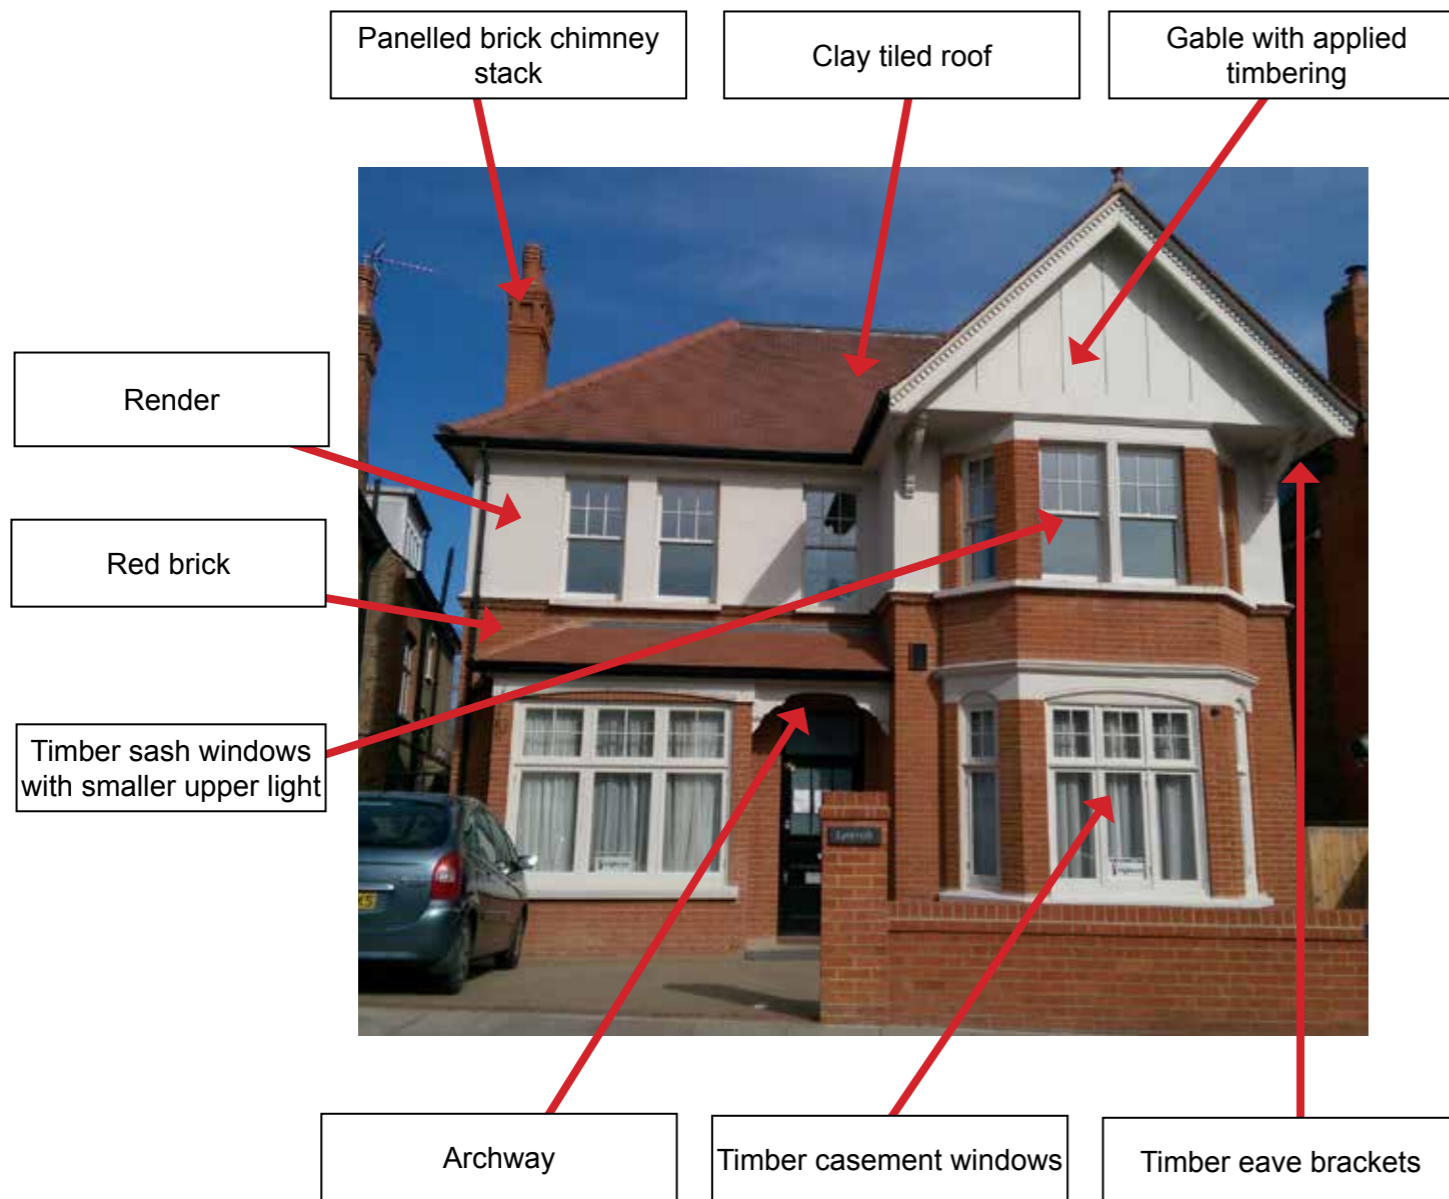 Panelled brick chimney
stack
Clay tiled roof
Gable with applied
timbering
Render
Red brick
Timber sash windows
with smaller upper light
Archway
Timber casement windows
Timber eave brackets